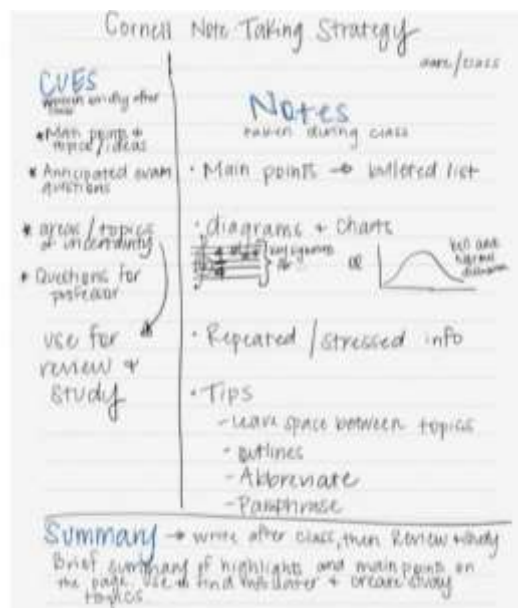 Cornell Note Taking Strategy
date/class
CUES
written briefly after
class
Main points +
topics/ideas
Anticipated exam
questions
areas/topics
of uncertainty
Questions for
professor
use for
review +
study
Notes
taken during class
Main points → bulleted list
diagrams + charts
key signatures
or
bell curve
normal
Repeated / stressed info
Tips
- leave space between topics
- outlines
- Abbreviate
- Paraphrase
Summary → write after class, then Review + study
Brief summary of highlights and main points on
the page. Use to find info later + create study
topics